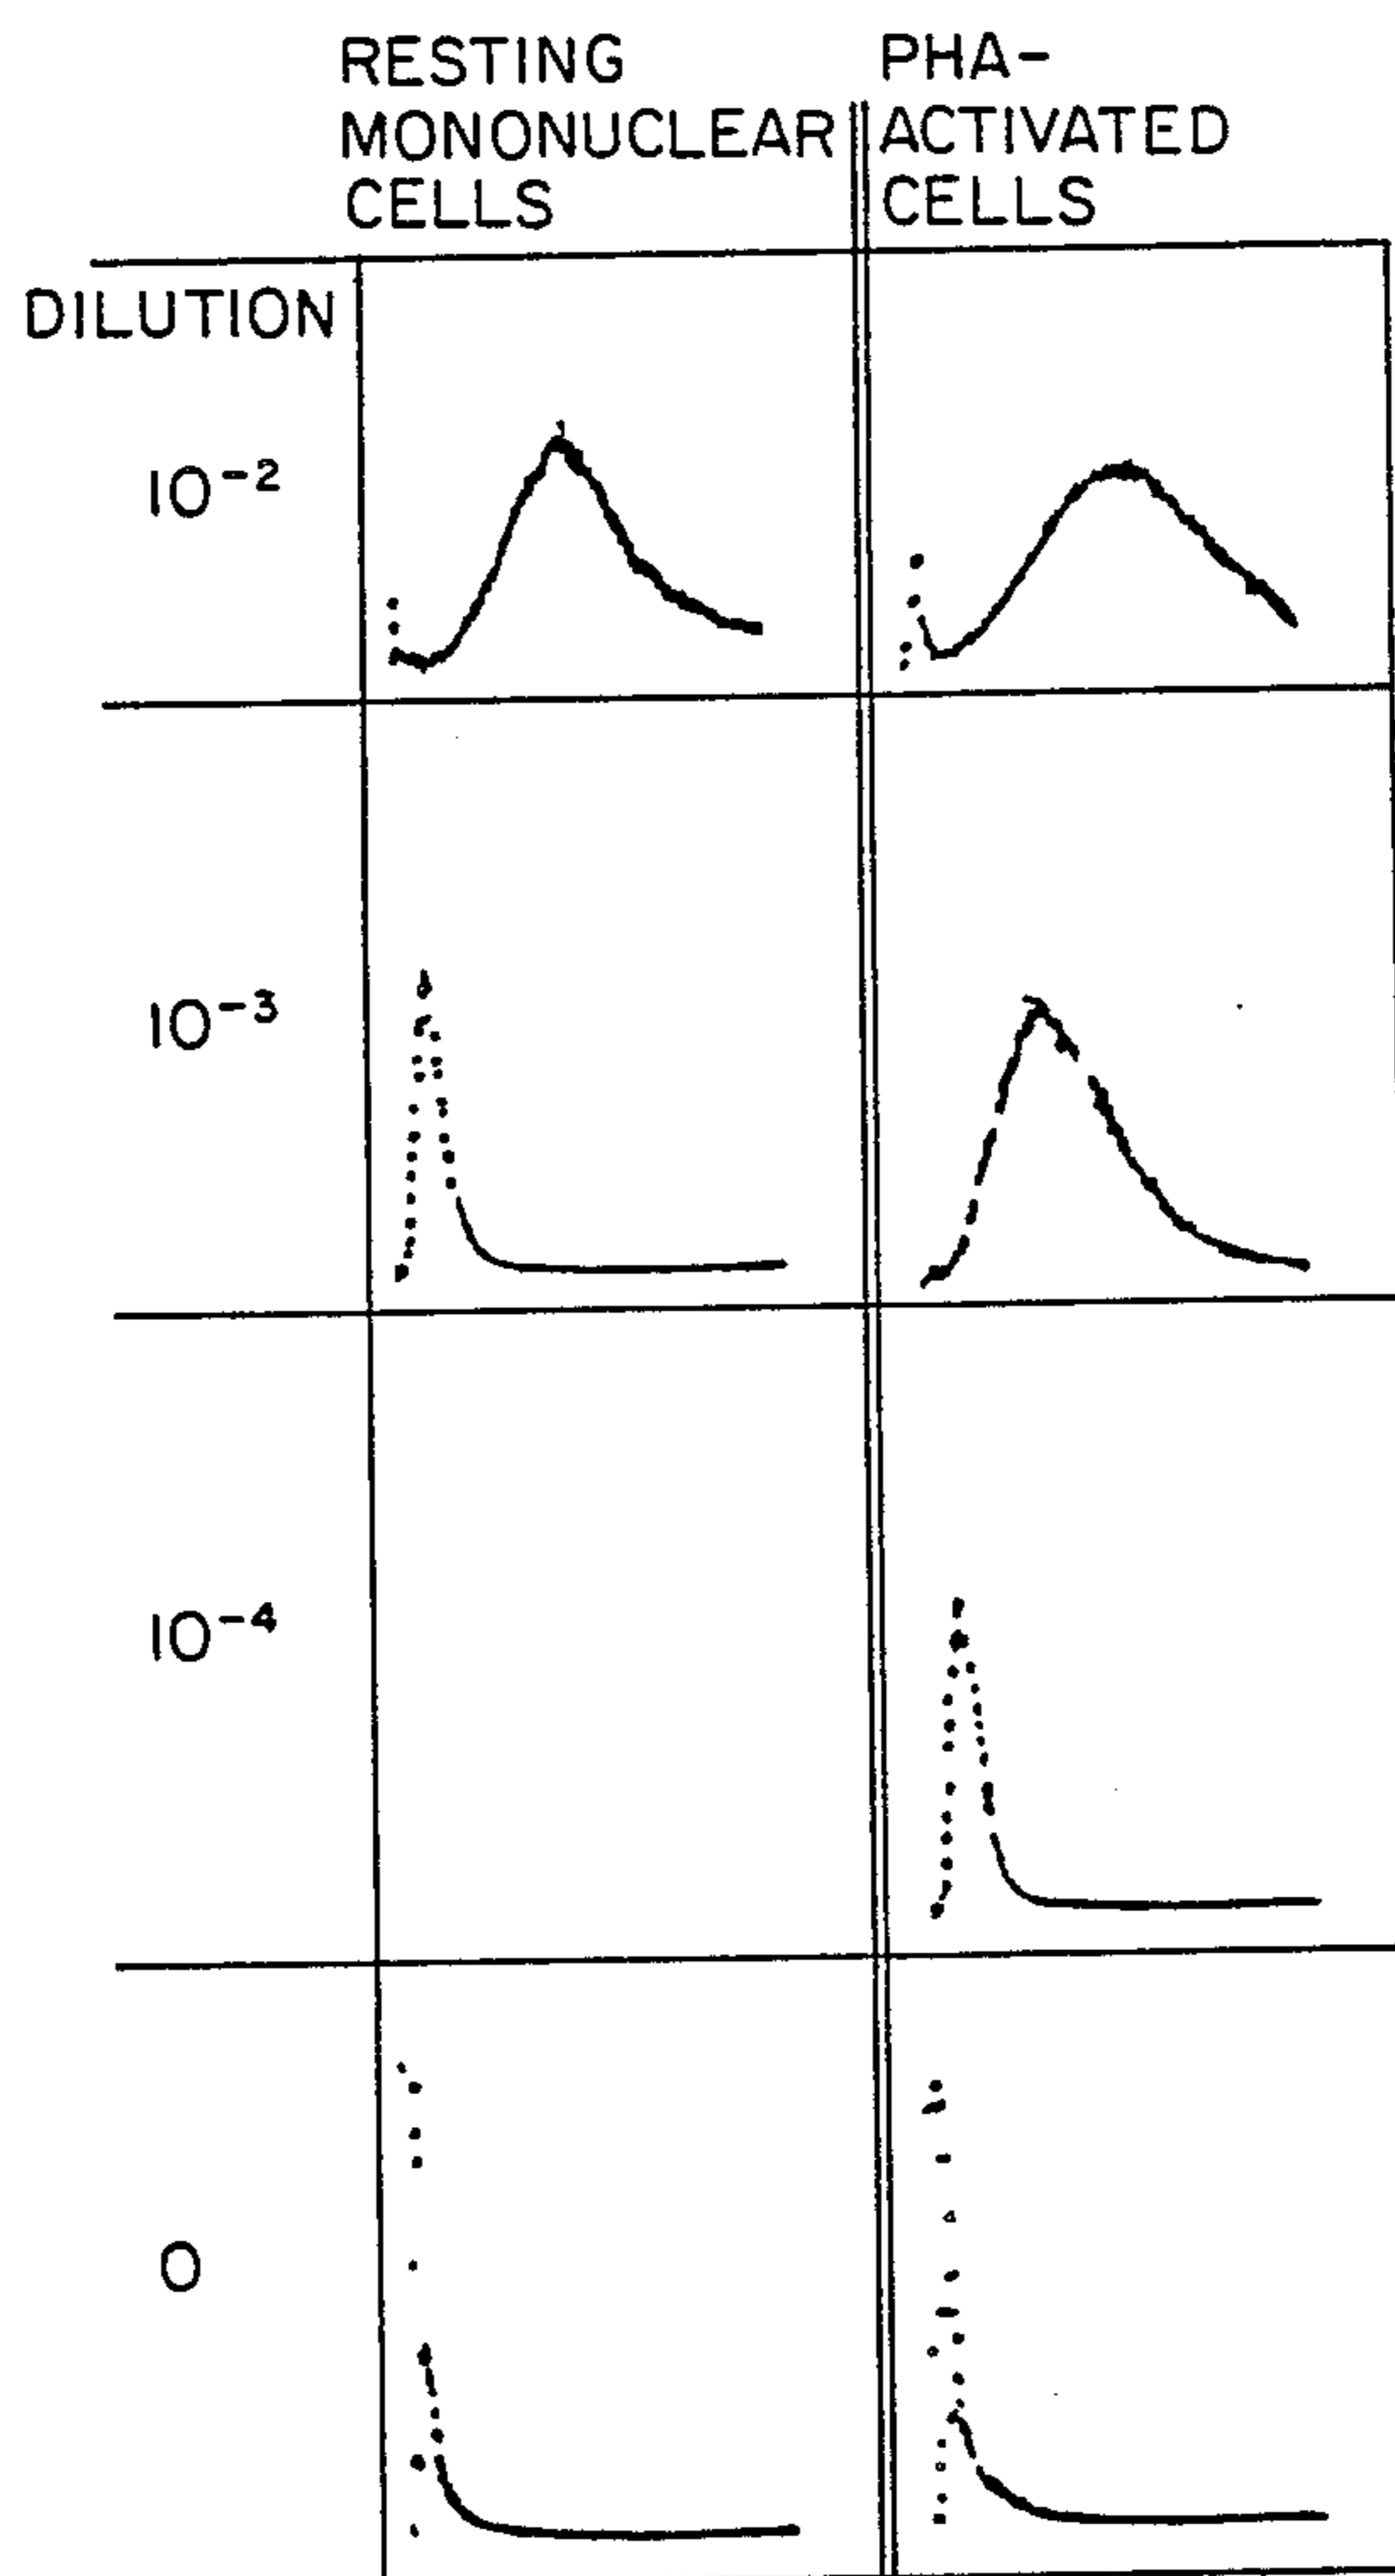 RESTING
MONONUCLEAR
CELLS
PHA-
ACTIVATED
CELLS
DILUTION
10⁻²
10⁻³
10⁻⁴
0